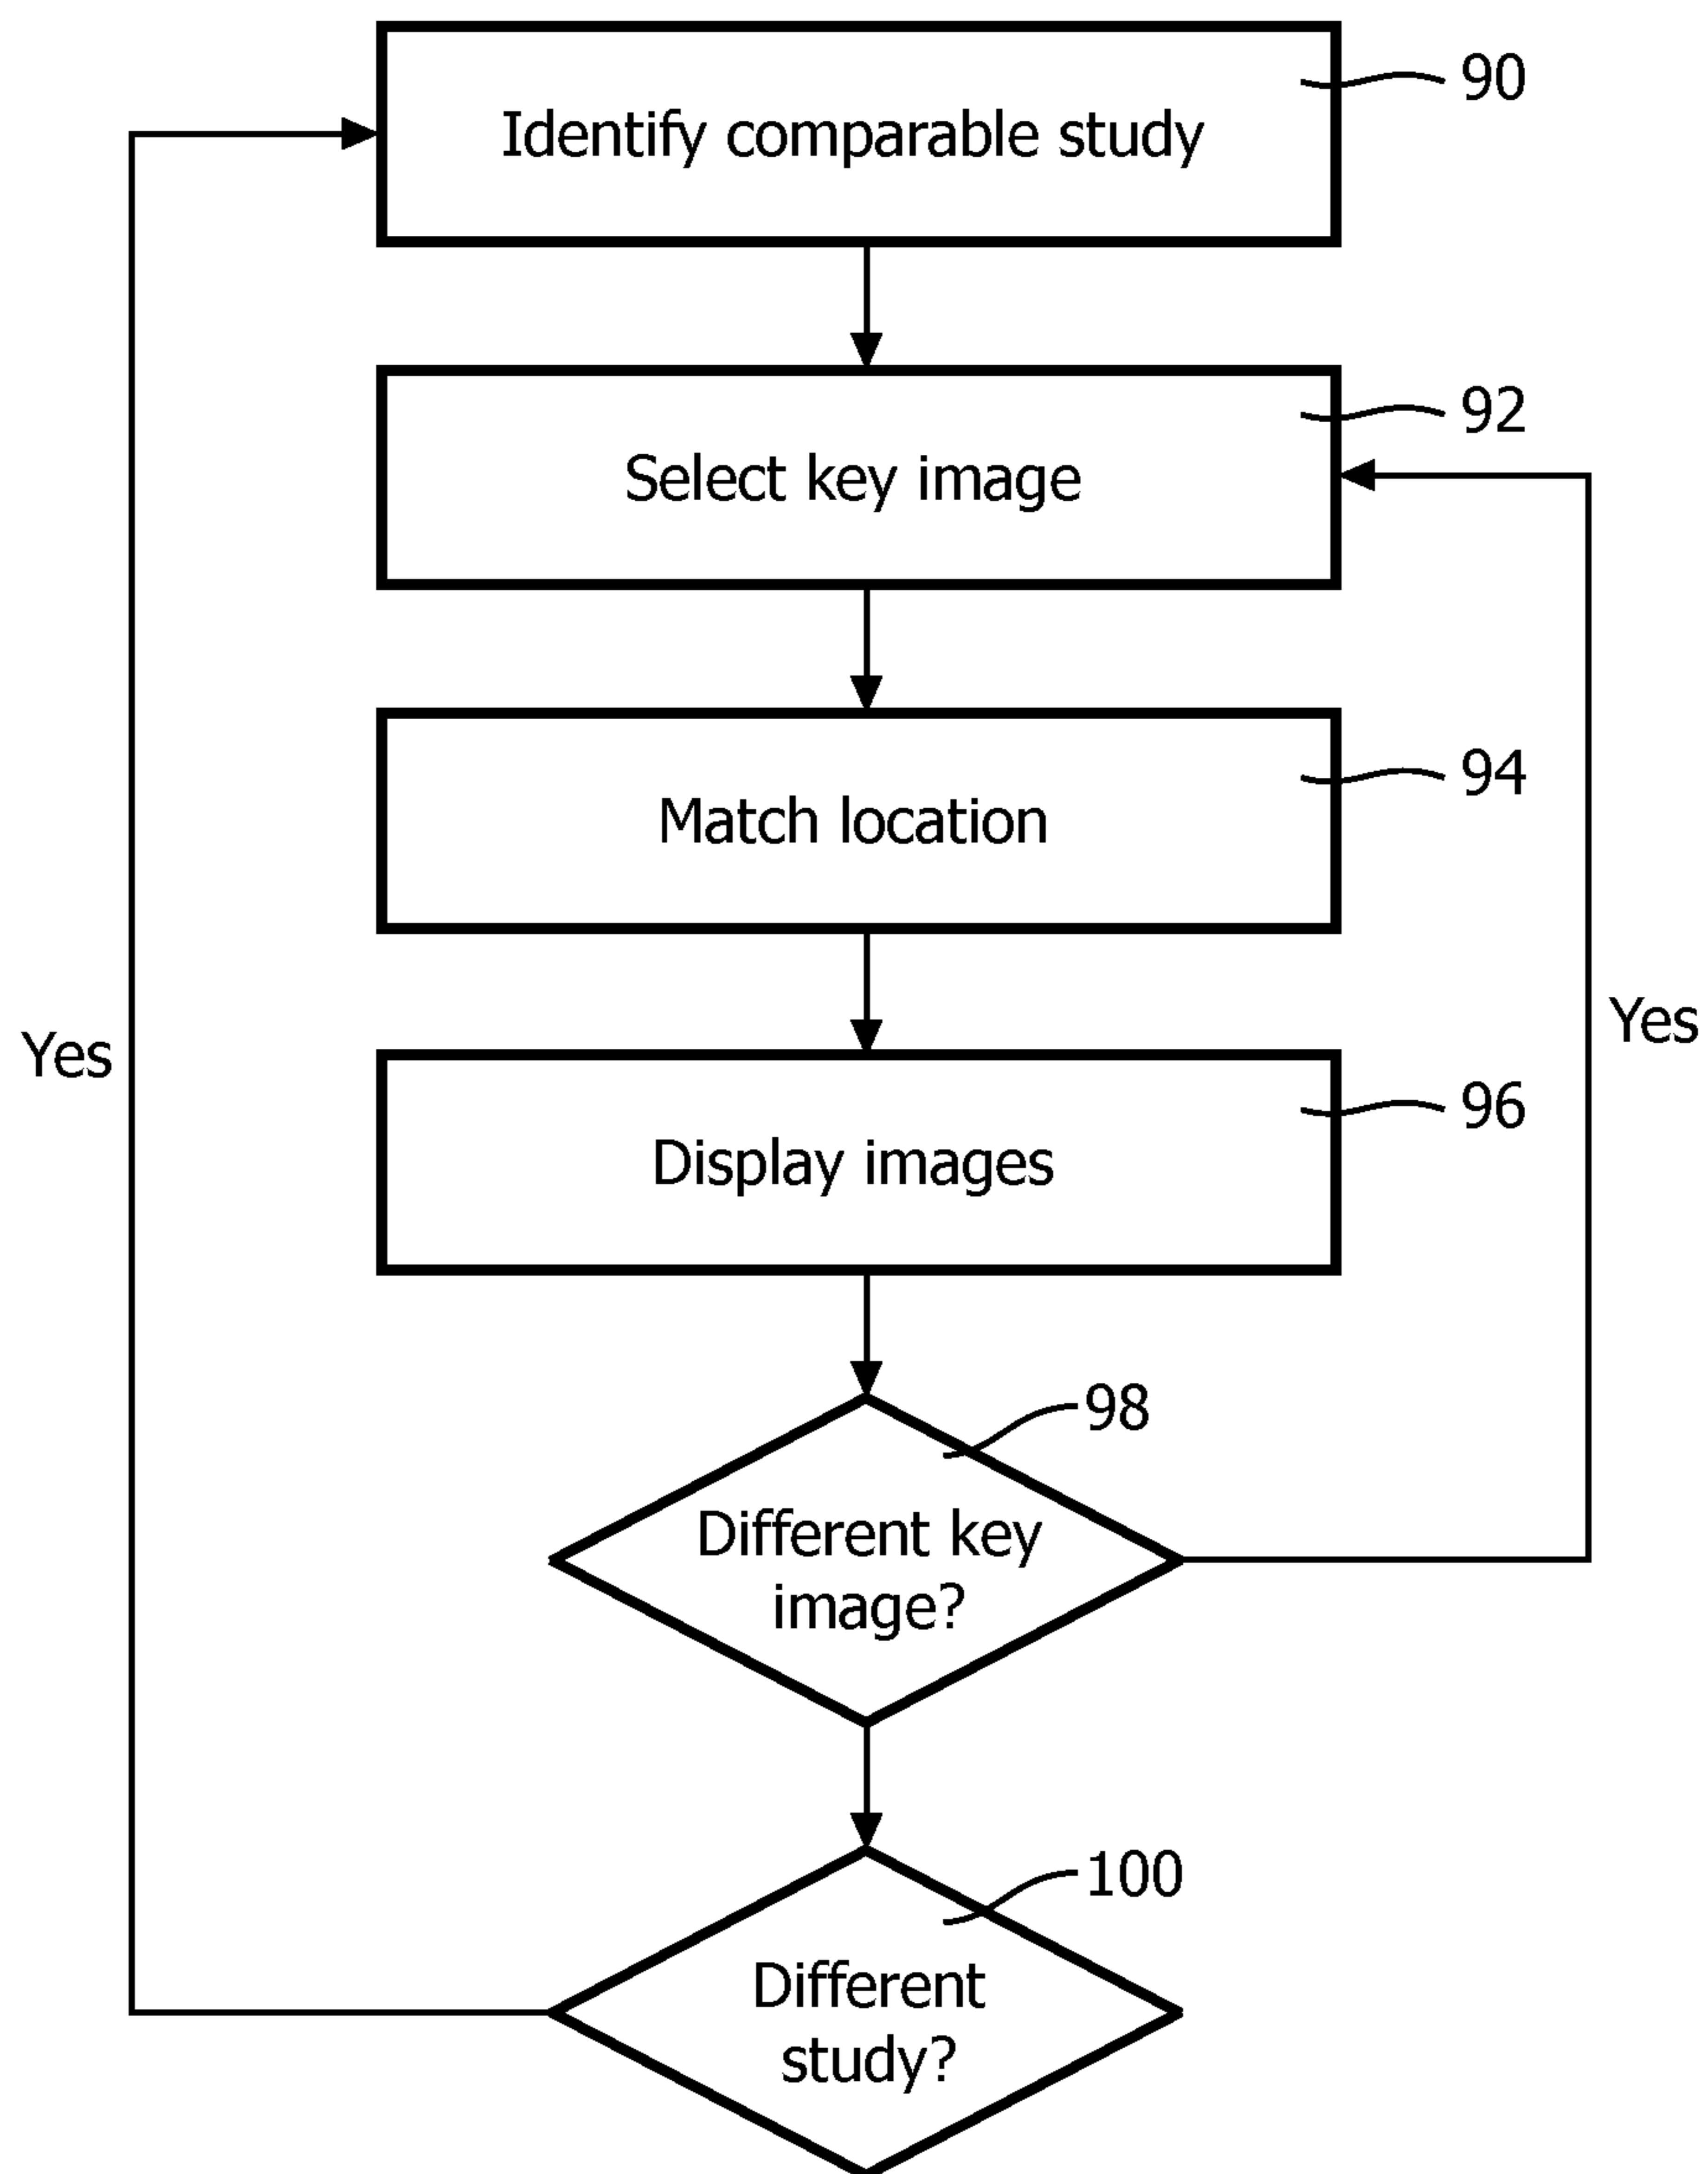 90
Identify comparable study
92
Select key image
94
Match location
Yes
Yes
96
Display images
98
Different key
image?
100
Different
study?